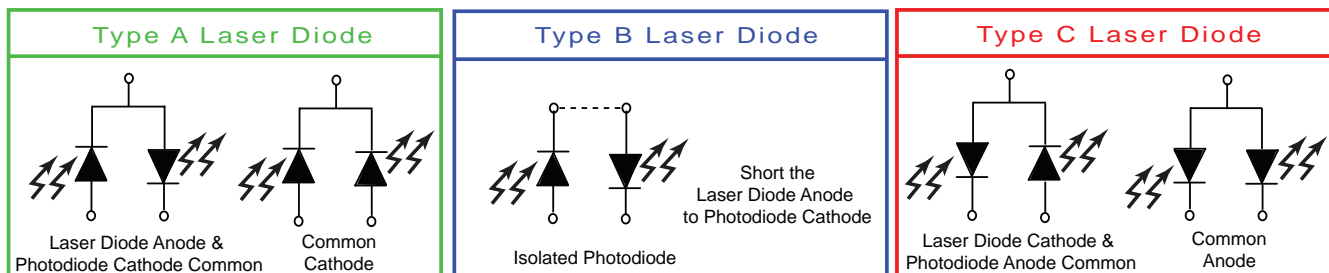 Type A Laser Diode
Laser Diode Anode &
Photodiode Cathode Common
Common
Cathode
Type B Laser Diode
Short the
Laser Diode Anode
to Photodiode Cathode
Isolated Photodiode
Type C Laser Diode
Laser Diode Cathode &
Photodiode Anode Common
Common
Anode